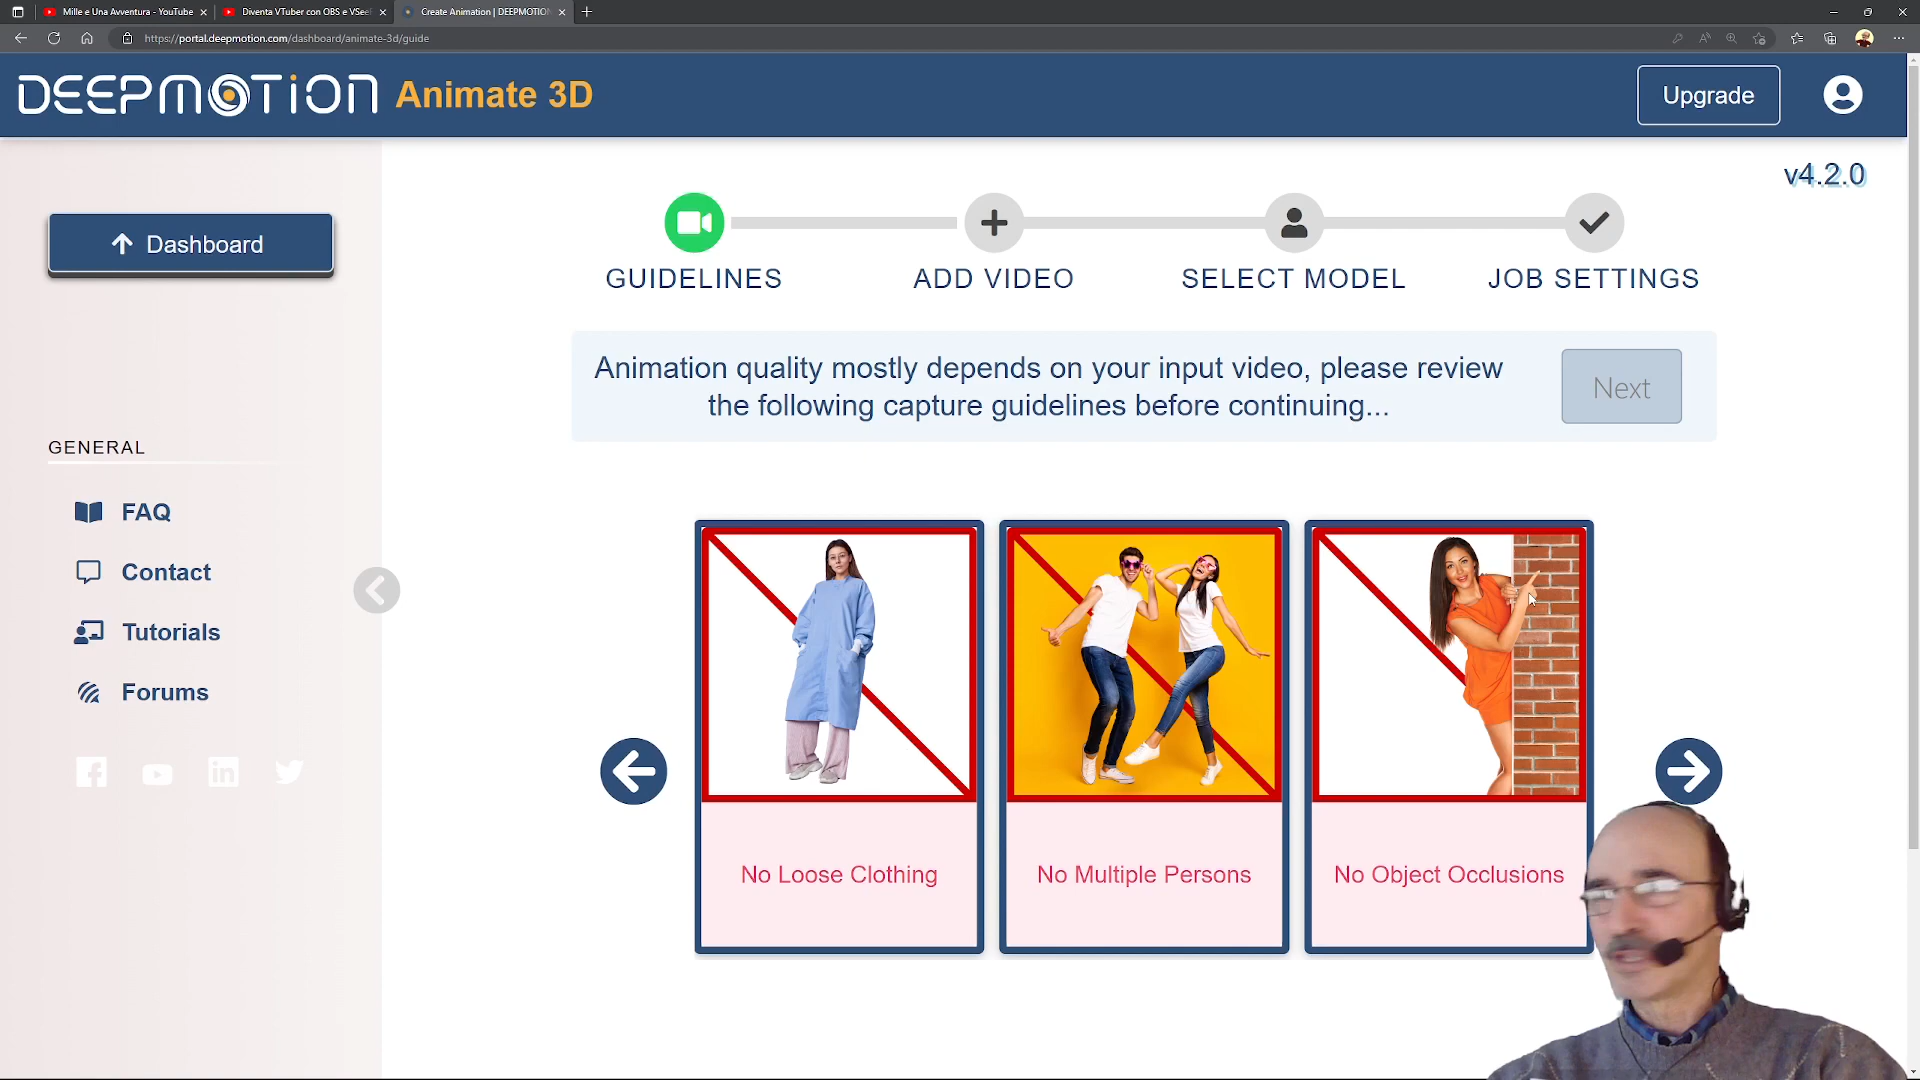 Mille e Una Avventura - YouTube
Diventa VTuber con OBS e VSeeF
Create Animation | DEEPMOTION
https://portal.deepmotion.com/dashboard/animate-3d/guide
DEEPMOTION Animate 3D
Upgrade
v4.2.0
Dashboard
GUIDELINES
ADD VIDEO
SELECT MODEL
JOB SETTINGS
Animation quality mostly depends on your input video, please review
the following capture guidelines before continuing...
Next
GENERAL
FAQ
Contact
Tutorials
Forums
No Loose Clothing
No Multiple Persons
No Object Occlusions